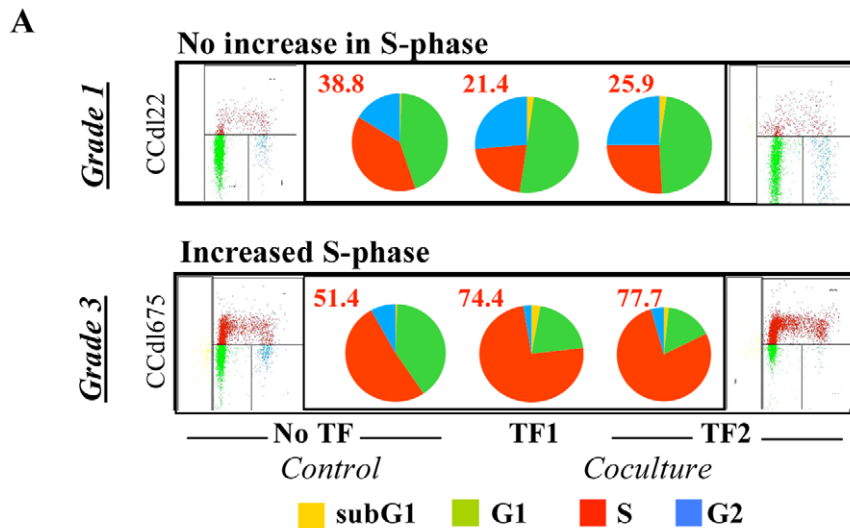 A
No increase in S-phase
Grade 1
CCdl22
38.8 21.4 25.9
Increased S-phase
Grade 3
CCdl675
51.4 74.4 77.7
No TF TF1 TF2
Control Coculture
subG1 G1 S G2